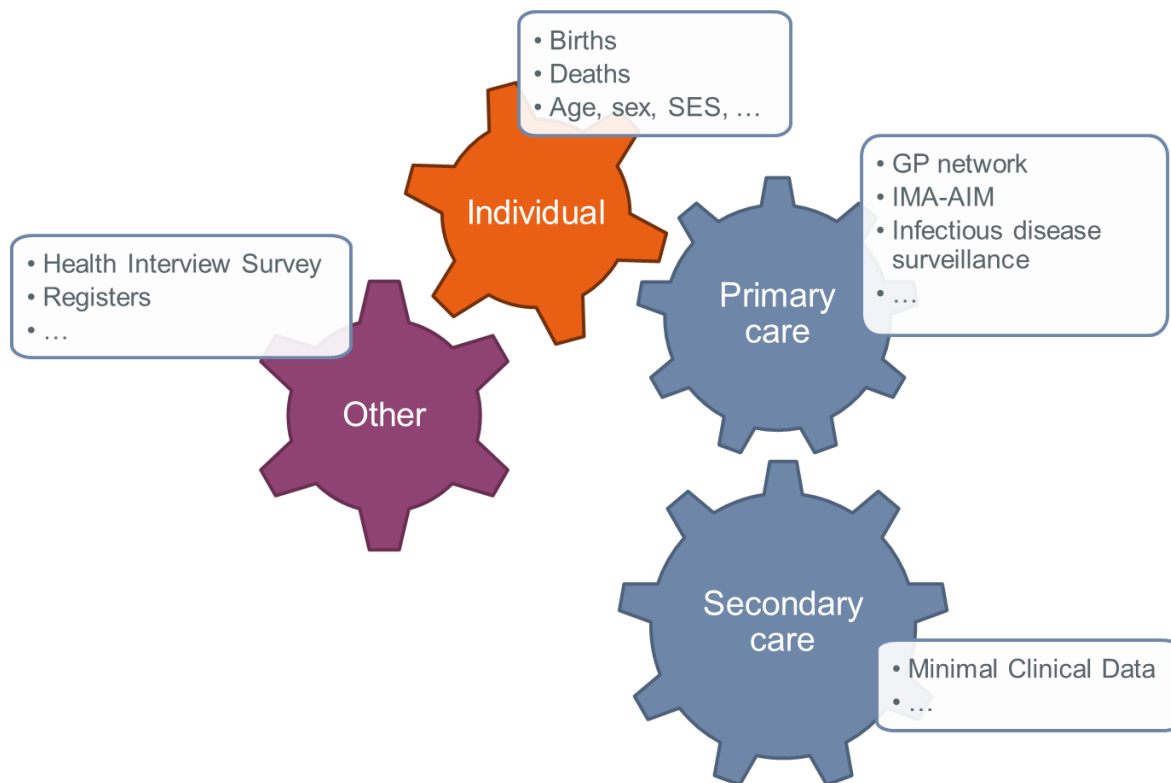 • Births
• Deaths
• Age, sex, SES, …
Individual
• GP network
• IMA-AIM
• Infectious disease
surveillance
• …
Primary
care
• Health Interview Survey
• Registers
• …
Other
Secondary
care
• Minimal Clinical Data
• …